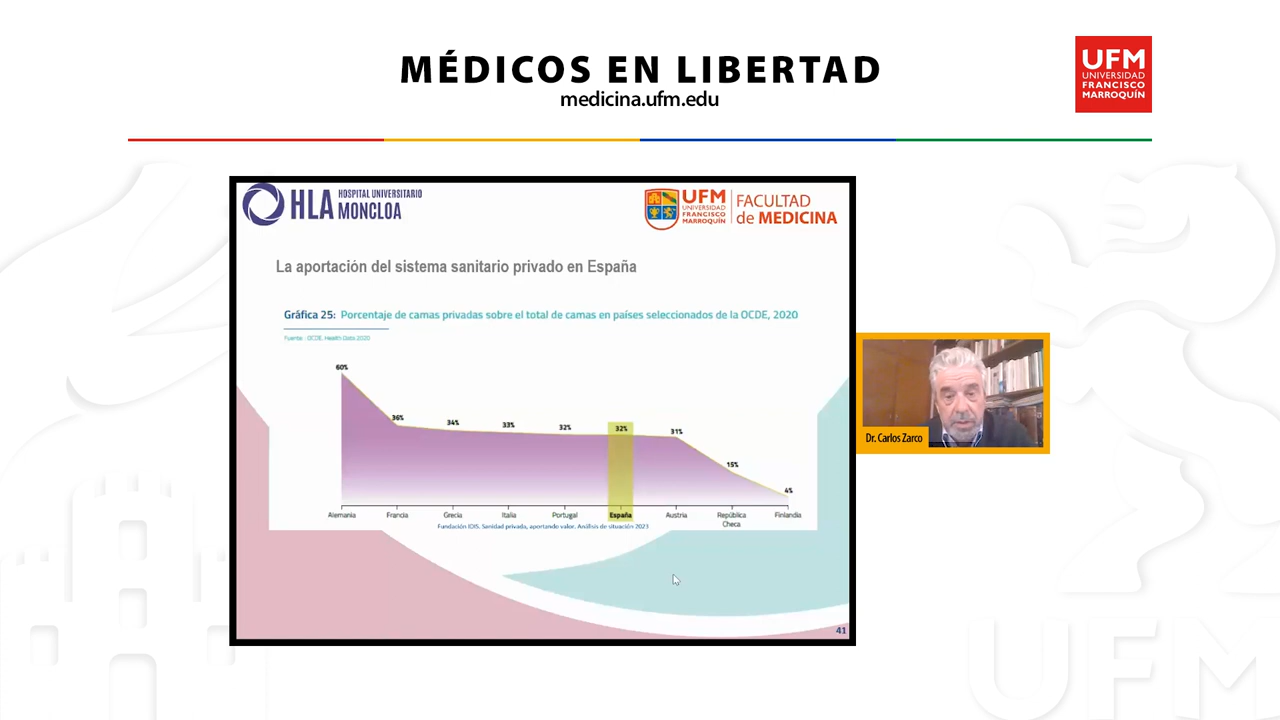 MÉDICOS EN LIBERTAD
medicina.ufm.edu
UFM
UNIVERSIDAD
FRANCISCO
MARROQUÍN
HLA HOSPITAL UNIVERSITARIO
MONCLOA
UFM
UNIVERSIDAD
FRANCISCO
MARROQUÍN
FACULTAD
de MEDICINA
La aportación del sistema sanitario privado en España
Gráfica 25: Porcentaje de camas privadas sobre el total de camas en países seleccionados de la OCDE, 2020
Fuente : OCDE, Health Data 2020
60%
36%
34%
33%
32%
32%
31%
15%
4%
Alemania
Francia
Grecia
Italia
Portugal
España
Austria
República
Checa
Finlandia
Fundación IDIS. Sanidad privada, aportando valor. Análisis de situación 2023
41
Dr. Carlos Zarco
UFM